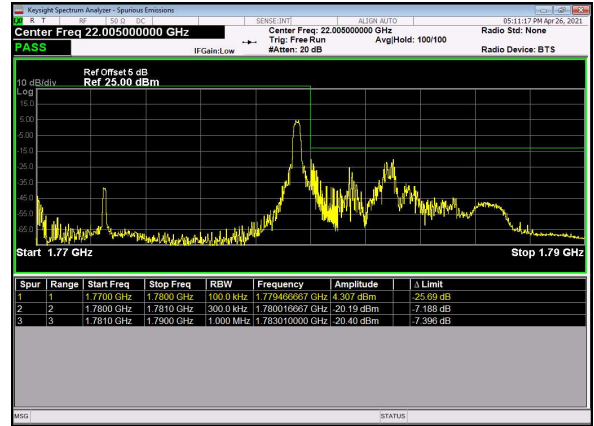 Keysight Spectrum Analyzer - Spurious Emissions
R T RF 50 Ω DC SENSE:INT ALIGN AUTO 05:11:17 PM Apr 26, 2021
Center Freq 22.005000000 GHz Center Freq: 22.005000000 GHz Radio Std: None
Trig: Free Run Avg|Hold: 100/100
PASS IFGain:Low #Atten: 20 dB Radio Device: BTS
Ref Offset 5 dB
10 dB/div Ref 25.00 dBm
Log
15.0
5.00
-5.00
-15.0
-25.0
-35.0
-45.0
-55.0
-65.0
Start 1.77 GHz Stop 1.79 GHz
Spur Range Start Freq Stop Freq RBW Frequency Amplitude Δ Limit
1 1 1.7700 GHz 1.7800 GHz 100.0 kHz 1.779466667 GHz 4.307 dBm -25.69 dB
2 2 1.7800 GHz 1.7810 GHz 300.0 kHz 1.780016667 GHz -20.19 dBm -7.188 dB
3 3 1.7810 GHz 1.7900 GHz 1.000 MHz 1.783010000 GHz -20.40 dBm -7.396 dB
MSG STATUS